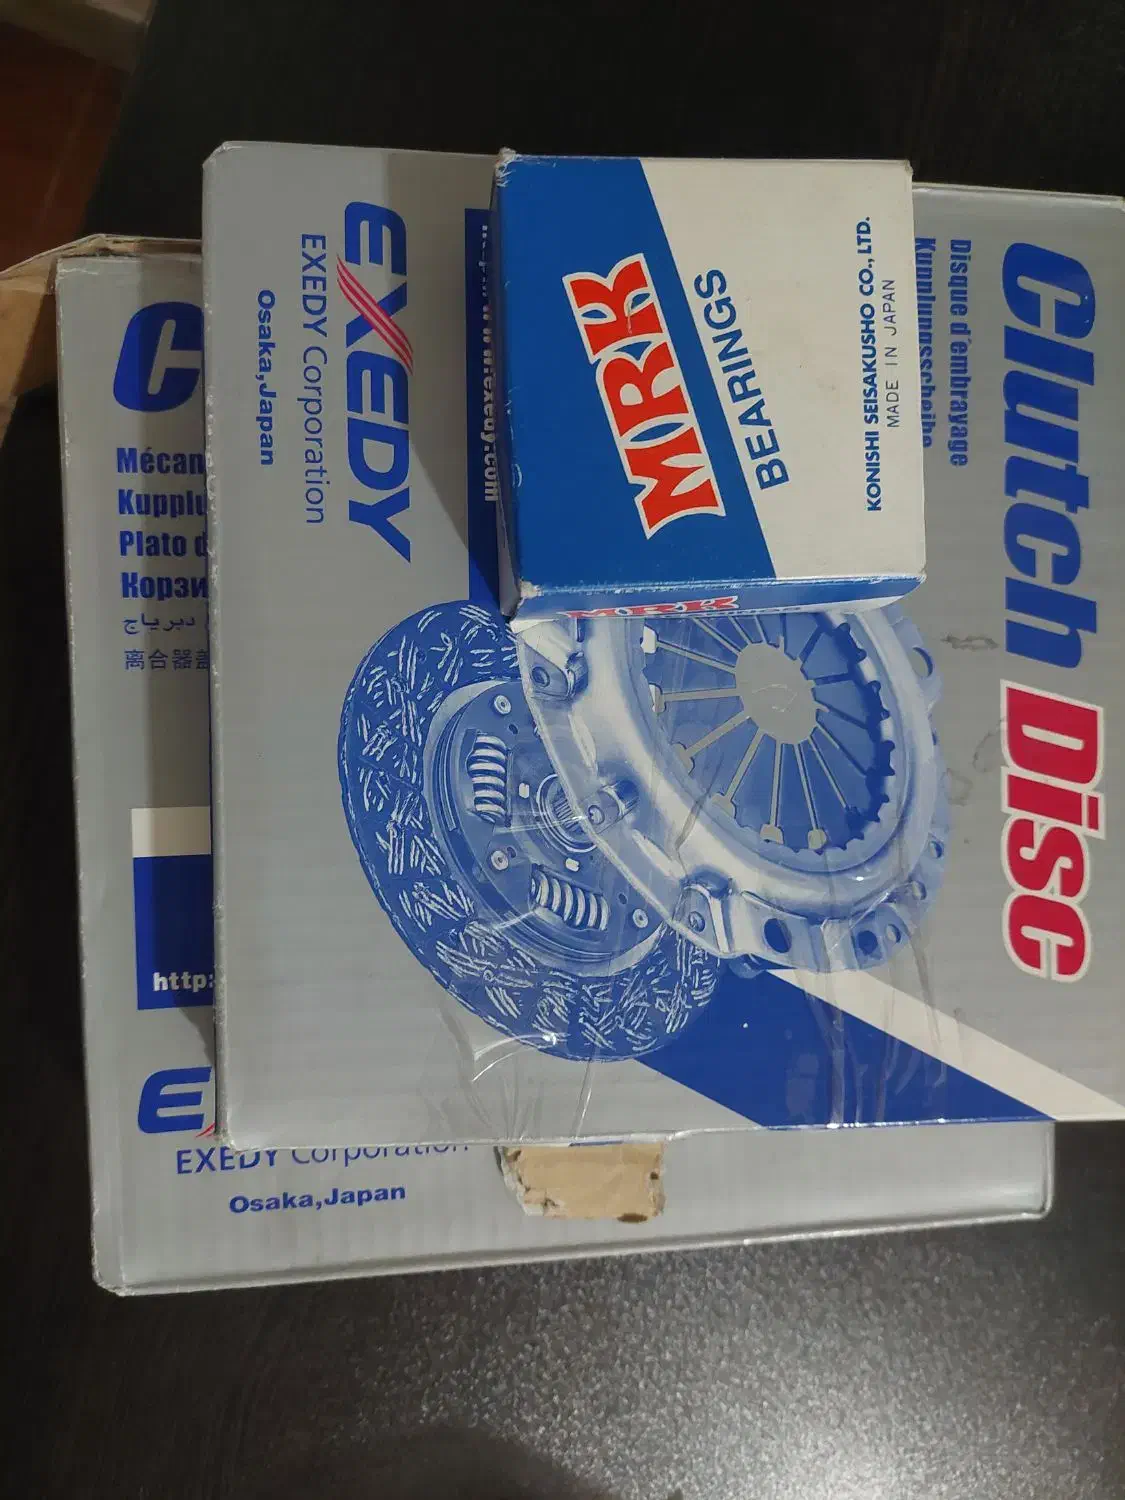 MRK
BEARINGS
KONISHI SEISAKUSHO CO.,LTD.
MADE IN JAPAN
MRK
Clutch Disc
Disque d'embrayage
Kupplungsscheibe
EXEDY
EXEDY Corporation
Osaka,Japan
C
Mécan
Kupplu
Plato d
Корзи
离合器盖
http:
EXEDY Corporation
Osaka,Japan